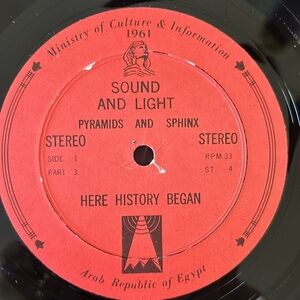 Ministry of Culture & Information
1961
SOUND
AND LIGHT
PYRAMIDS AND SPHINX
STEREO STEREO
SIDE 1 RPM 33
PART 3 ST. 4
HERE HISTORY BEGAN
Arab Republic of Egypt